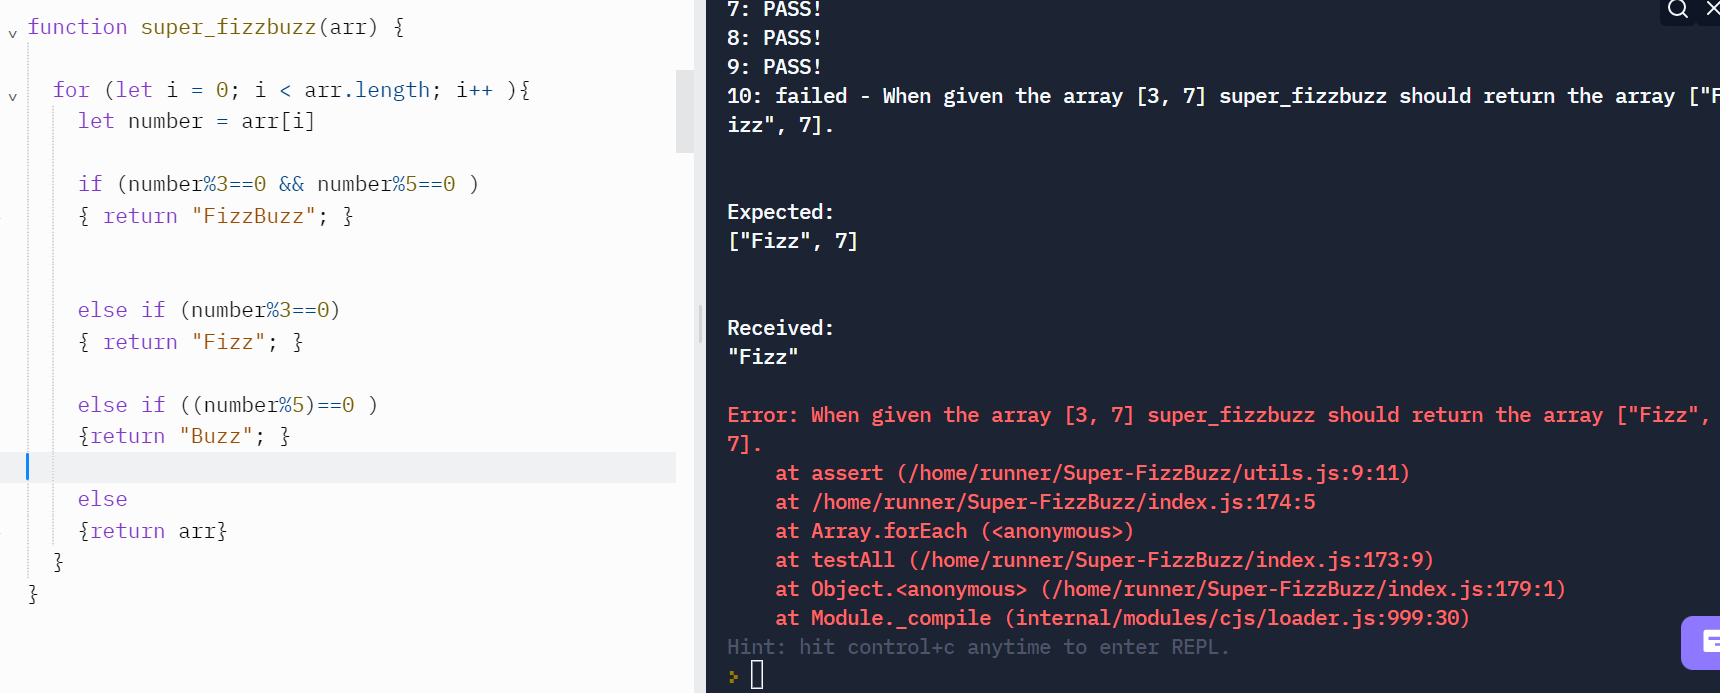 function super_fizzbuzz(arr) {
for (let i = 0; i < arr.length; i++ ){
let number = arr[i]
if (number%3==0 && number%5==0 )
{ return "FizzBuzz"; }
else if (number%3==0)
{ return "Fizz"; }
else if ((number%5)==0 )
{return "Buzz"; }
else
{return arr}
}
}
7: PASS!
8: PASS!
9: PASS!
10: failed - When given the array [3, 7] super_fizzbuzz should return the array ["F
izz", 7].
Expected:
["Fizz", 7]
Received:
"Fizz"
Error: When given the array [3, 7] super_fizzbuzz should return the array ["Fizz",
7].
at assert (/home/runner/Super-FizzBuzz/utils.js:9:11)
at /home/runner/Super-FizzBuzz/index.js:174:5
at Array.forEach (<anonymous>)
at testAll (/home/runner/Super-FizzBuzz/index.js:173:9)
at Object.<anonymous> (/home/runner/Super-FizzBuzz/index.js:179:1)
at Module._compile (internal/modules/cjs/loader.js:999:30)
Hint: hit control+c anytime to enter REPL.